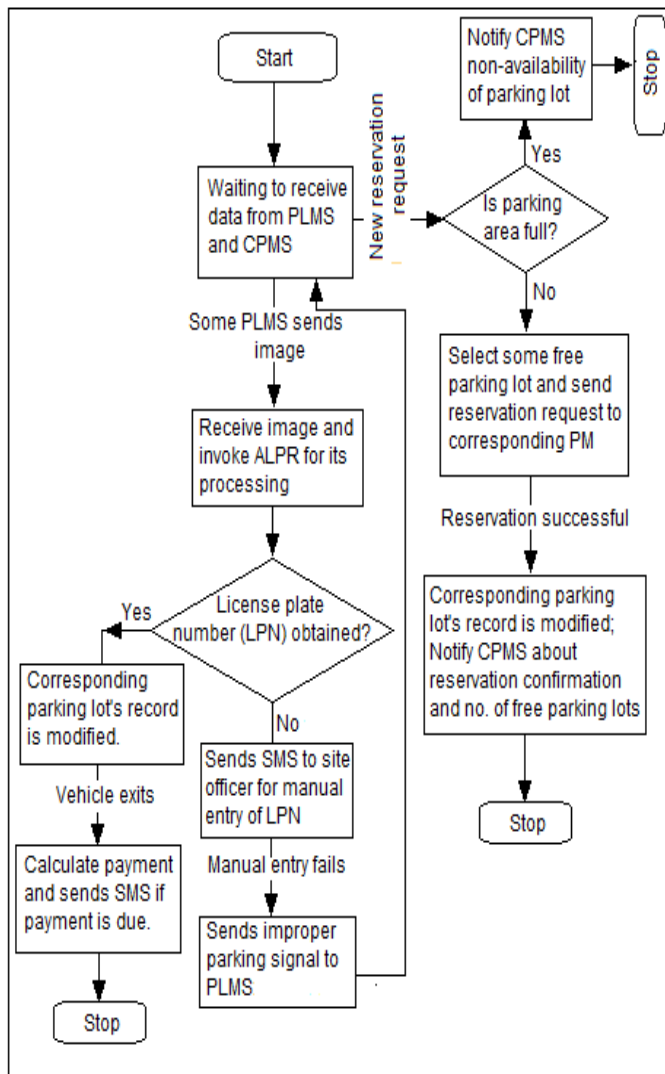 Start
Waiting to receive
data from PLMS
and CPMS
New reservation
request
Notify CPMS
non-availability
of parking lot
Stop
Yes
Is parking
area full?
No
Select some free
parking lot and send
reservation request to
corresponding PM
Reservation successful
Corresponding parking
lot's record is modified;
Notify CPMS about
reservation confirmation
and no. of free parking lots
Stop
Some PLMS sends
image
Receive image and
invoke ALPR for its
processing
License plate
number (LPN) obtained?
Yes
Corresponding
parking lot's record
is modified.
Vehicle exits
Calculate payment
and sends SMS if
payment is due.
Stop
No
Sends SMS to site
officer for manual
entry of LPN
Manual entry fails
Sends improper
parking signal to
PLMS